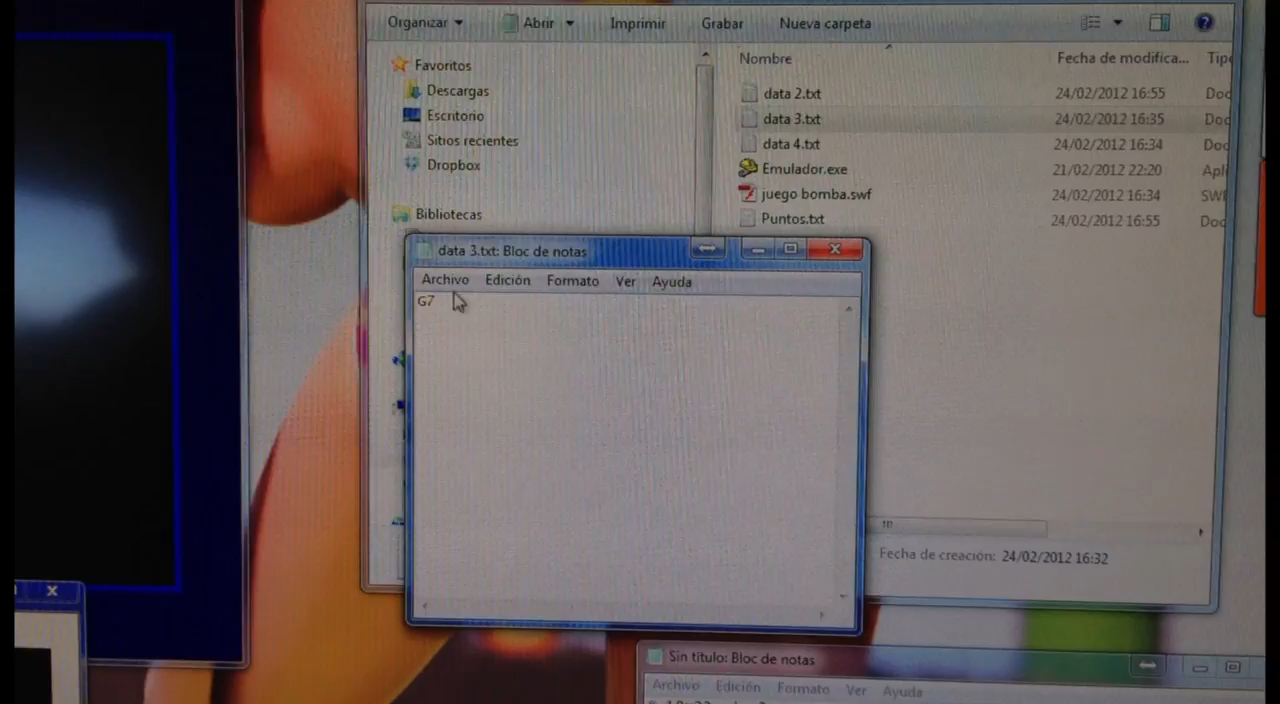 Organizar Abrir Imprimir Grabar Nueva carpeta
Favoritos
Descargas
Escritorio
Sitios recientes
Dropbox
Bibliotecas
Nombre Fecha de modifica... Tipo
data 2.txt 24/02/2012 16:55 Doc
data 3.txt 24/02/2012 16:35 Doc
data 4.txt 24/02/2012 16:34 Doc
Emulador.exe 21/02/2012 22:20 Apli
juego bomba.swf 24/02/2012 16:34 SWF
Puntos.txt 24/02/2012 16:55 Doc
data 3.txt: Bloc de notas
Archivo Edición Formato Ver Ayuda
G7
Fecha de creación: 24/02/2012 16:32
Sin título: Bloc de notas
Archivo Edición Formato Ver Ayuda